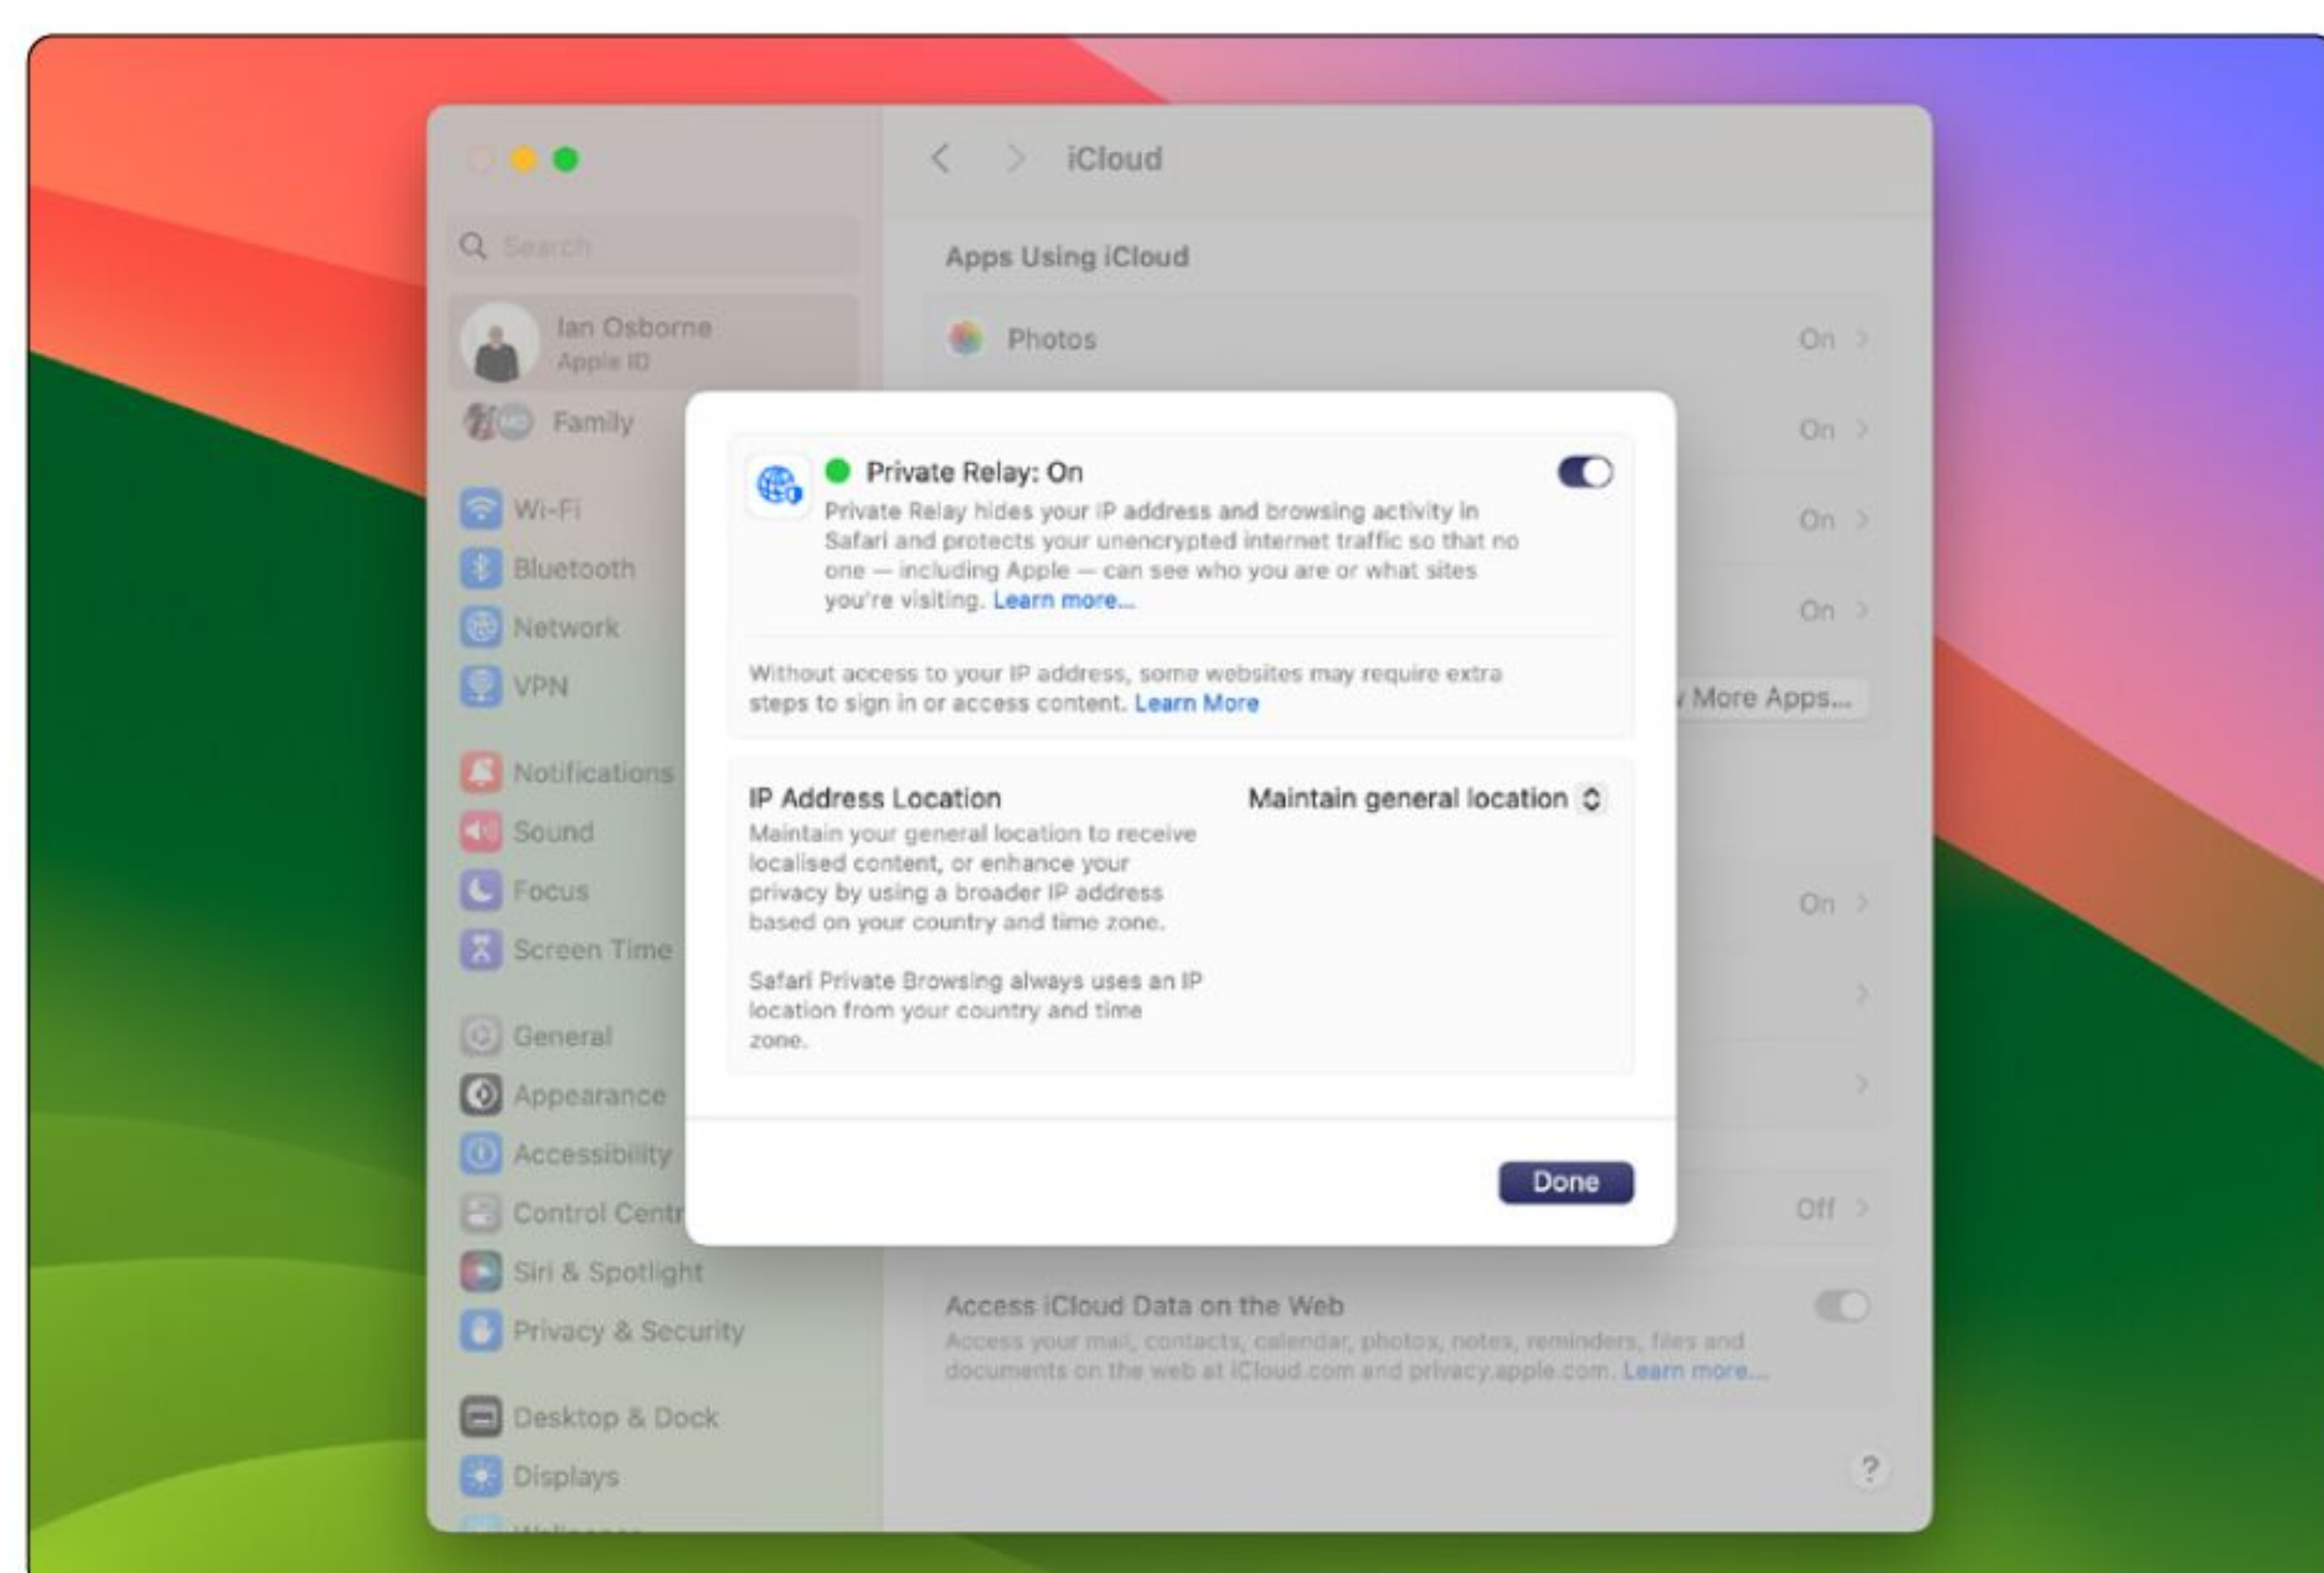 iCloud
Search
Ian Osborne
Apple ID
Family
Wi-Fi
Bluetooth
Network
VPN
Notifications
Sound
Focus
Screen Time
General
Appearance
Accessibility
Control Centr
Siri & Spotlight
Privacy & Security
Desktop & Dock
Displays
Apps Using iCloud
Photos On
On
On
On
More Apps...
On
Off
Private Relay: On
Private Relay hides your IP address and browsing activity in
Safari and protects your unencrypted internet traffic so that no
one — including Apple — can see who you are or what sites
you're visiting. Learn more...
Without access to your IP address, some websites may require extra
steps to sign in or access content. Learn More
IP Address Location Maintain general location
Maintain your general location to receive
localised content, or enhance your
privacy by using a broader IP address
based on your country and time zone.
Safari Private Browsing always uses an IP
location from your country and time
zone.
Done
Access iCloud Data on the Web
Access your mail, contacts, calendar, photos, notes, reminders, files and
documents on the web at iCloud.com and privacy.apple.com. Learn more...
?